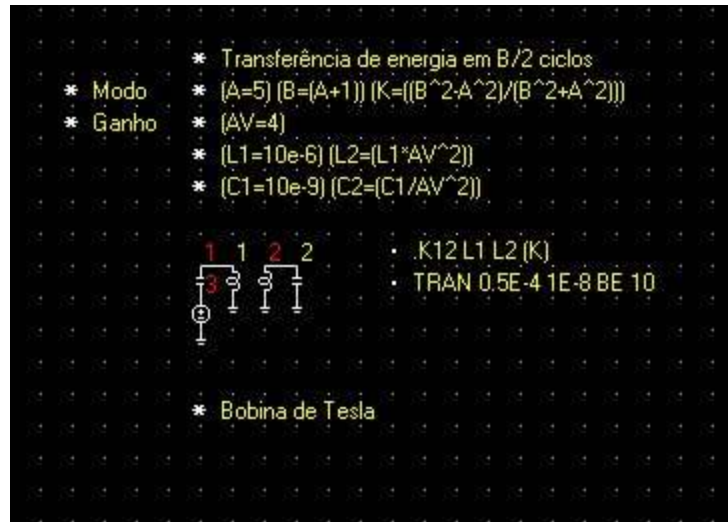 * Transferência de energia em B/2 ciclos
* Modo * (A=5) (B=(A+1)) (K=((B^2-A^2)/(B^2+A^2)))
* Ganho * (AV=4)
* (L1=10e-6) (L2=(L1*AV^2))
* (C1=10e-9) (C2=(C1/AV^2))
1 1 2 2 · .K12 L1 L2 (K)
3 · TRAN 0.5E-4 1E-8 BE 10
* Bobina de Tesla